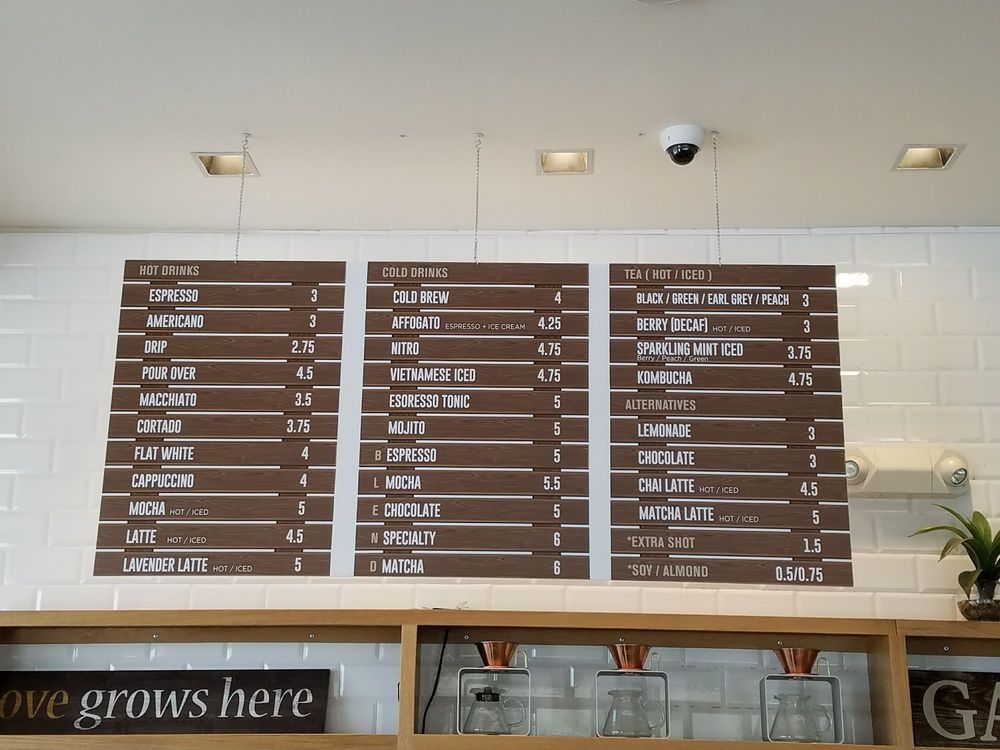 HOT DRINKS
ESPRESSO 3
AMERICANO 3
DRIP 2.75
POUR OVER 4.5
MACCHIATO 3.5
CORTADO 3.75
FLAT WHITE 4
CAPPUCCINO 4
MOCHA HOT / ICED 5
LATTE HOT / ICED 4.5
LAVENDER LATTE HOT / ICED 5
COLD DRINKS
COLD BREW 4
AFFOGATO ESPRESSO + ICE CREAM 4.25
NITRO 4.75
VIETNAMESE ICED 4.75
ESORESSO TONIC 5
MOJITO 5
B ESPRESSO 5
L MOCHA 5.5
E CHOCOLATE 5
N SPECIALTY 6
D MATCHA 6
TEA ( HOT / ICED )
BLACK / GREEN / EARL GREY / PEACH 3
BERRY (DECAF) HOT / ICED 3
SPARKLING MINT ICED 3.75
Berry / Peach / Green
KOMBUCHA 4.75
ALTERNATIVES
LEMONADE 3
CHOCOLATE 3
CHAI LATTE HOT / ICED 4.5
MATCHA LATTE HOT / ICED 5
*EXTRA SHOT 1.5
*SOY / ALMOND 0.5/0.75
ove grows here
GA